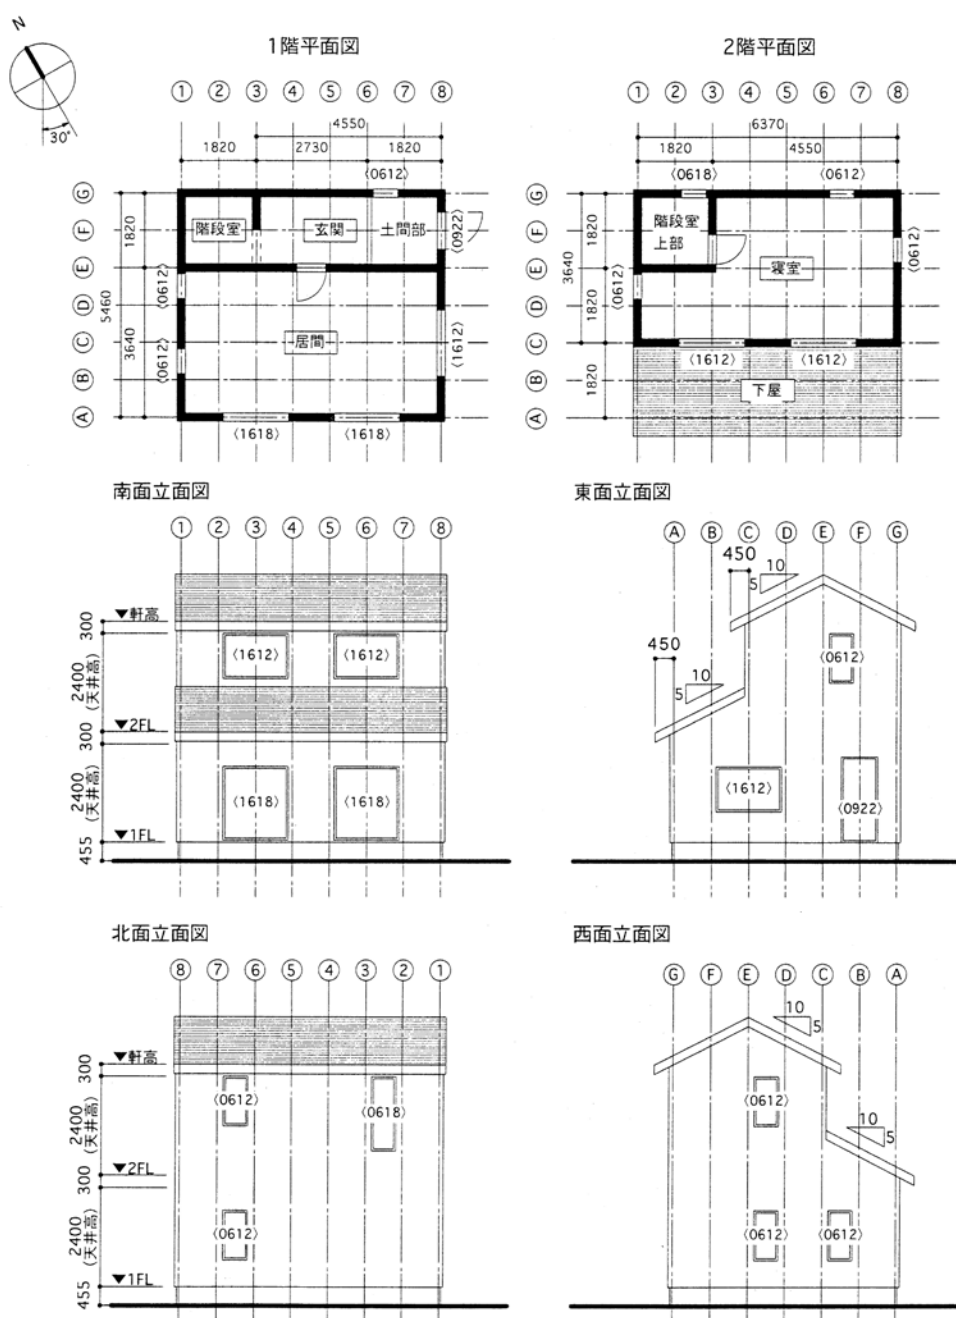 N
30°
1階平面図
① ② ③ ④ ⑤ ⑥ ⑦ ⑧
4550
1820 2730 1820
〈0612〉
Ⓖ
Ⓕ
Ⓔ
Ⓓ
Ⓒ
Ⓑ
Ⓐ
1820
5460
3640
階段室
玄関
土間部
〈0922〉
〈0612〉
〈0612〉
居間
〈1612〉
〈1618〉 〈1618〉
2階平面図
① ② ③ ④ ⑤ ⑥ ⑦ ⑧
6370
1820 4550
〈0618〉 〈0612〉
Ⓖ
Ⓕ
Ⓔ
Ⓓ
Ⓒ
Ⓑ
Ⓐ
1820
3640
1820
1820
階段室
上部
寝室
〈0612〉
〈0612〉
〈1612〉 〈1612〉
下屋
南面立面図
① ② ③ ④ ⑤ ⑥ ⑦ ⑧
▼軒高
300
2400
(天井高)
〈1612〉 〈1612〉
▼2FL
300
2400
(天井高)
〈1618〉 〈1618〉
▼1FL
455
東面立面図
Ⓐ Ⓑ Ⓒ Ⓓ Ⓔ Ⓕ Ⓖ
450
10
5
450
10
5
〈0612〉
〈1612〉
〈0922〉
北面立面図
⑧ ⑦ ⑥ ⑤ ④ ③ ② ①
▼軒高
300
2400
(天井高)
〈0612〉 〈0618〉
▼2FL
300
2400
(天井高)
〈0612〉
▼1FL
455
西面立面図
Ⓖ Ⓕ Ⓔ Ⓓ Ⓒ Ⓑ Ⓐ
10
5
〈0612〉
10
5
〈0612〉 〈0612〉